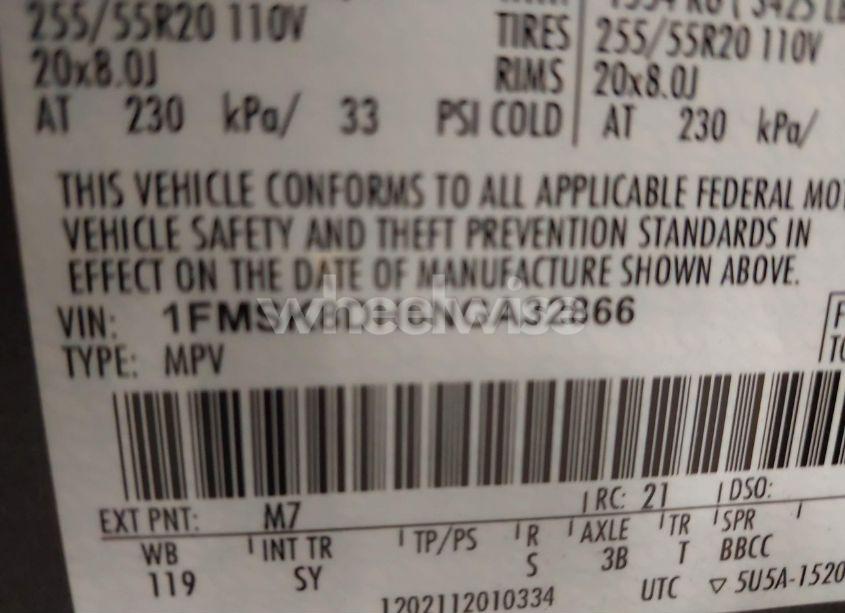 255/55R20 110V TIRES 255/55R20 110V
20x8.0J RIMS 20x8.0J
AT 230 kPa/ 33 PSI COLD AT 230 kPa/
THIS VEHICLE CONFORMS TO ALL APPLICABLE FEDERAL MOT
VEHICLE SAFETY AND THEFT PREVENTION STANDARDS IN
EFFECT ON THE DATE OF MANUFACTURE SHOWN ABOVE.
wheelwise
VIN:
TYPE: MPV
EXT PNT: M7 RC: 21 DSO:
WB INT TR TP/PS R AXLE TR SPR
119 SY S 3B T BBCC
1202112010334 UTC ▽ 5U5A-1520